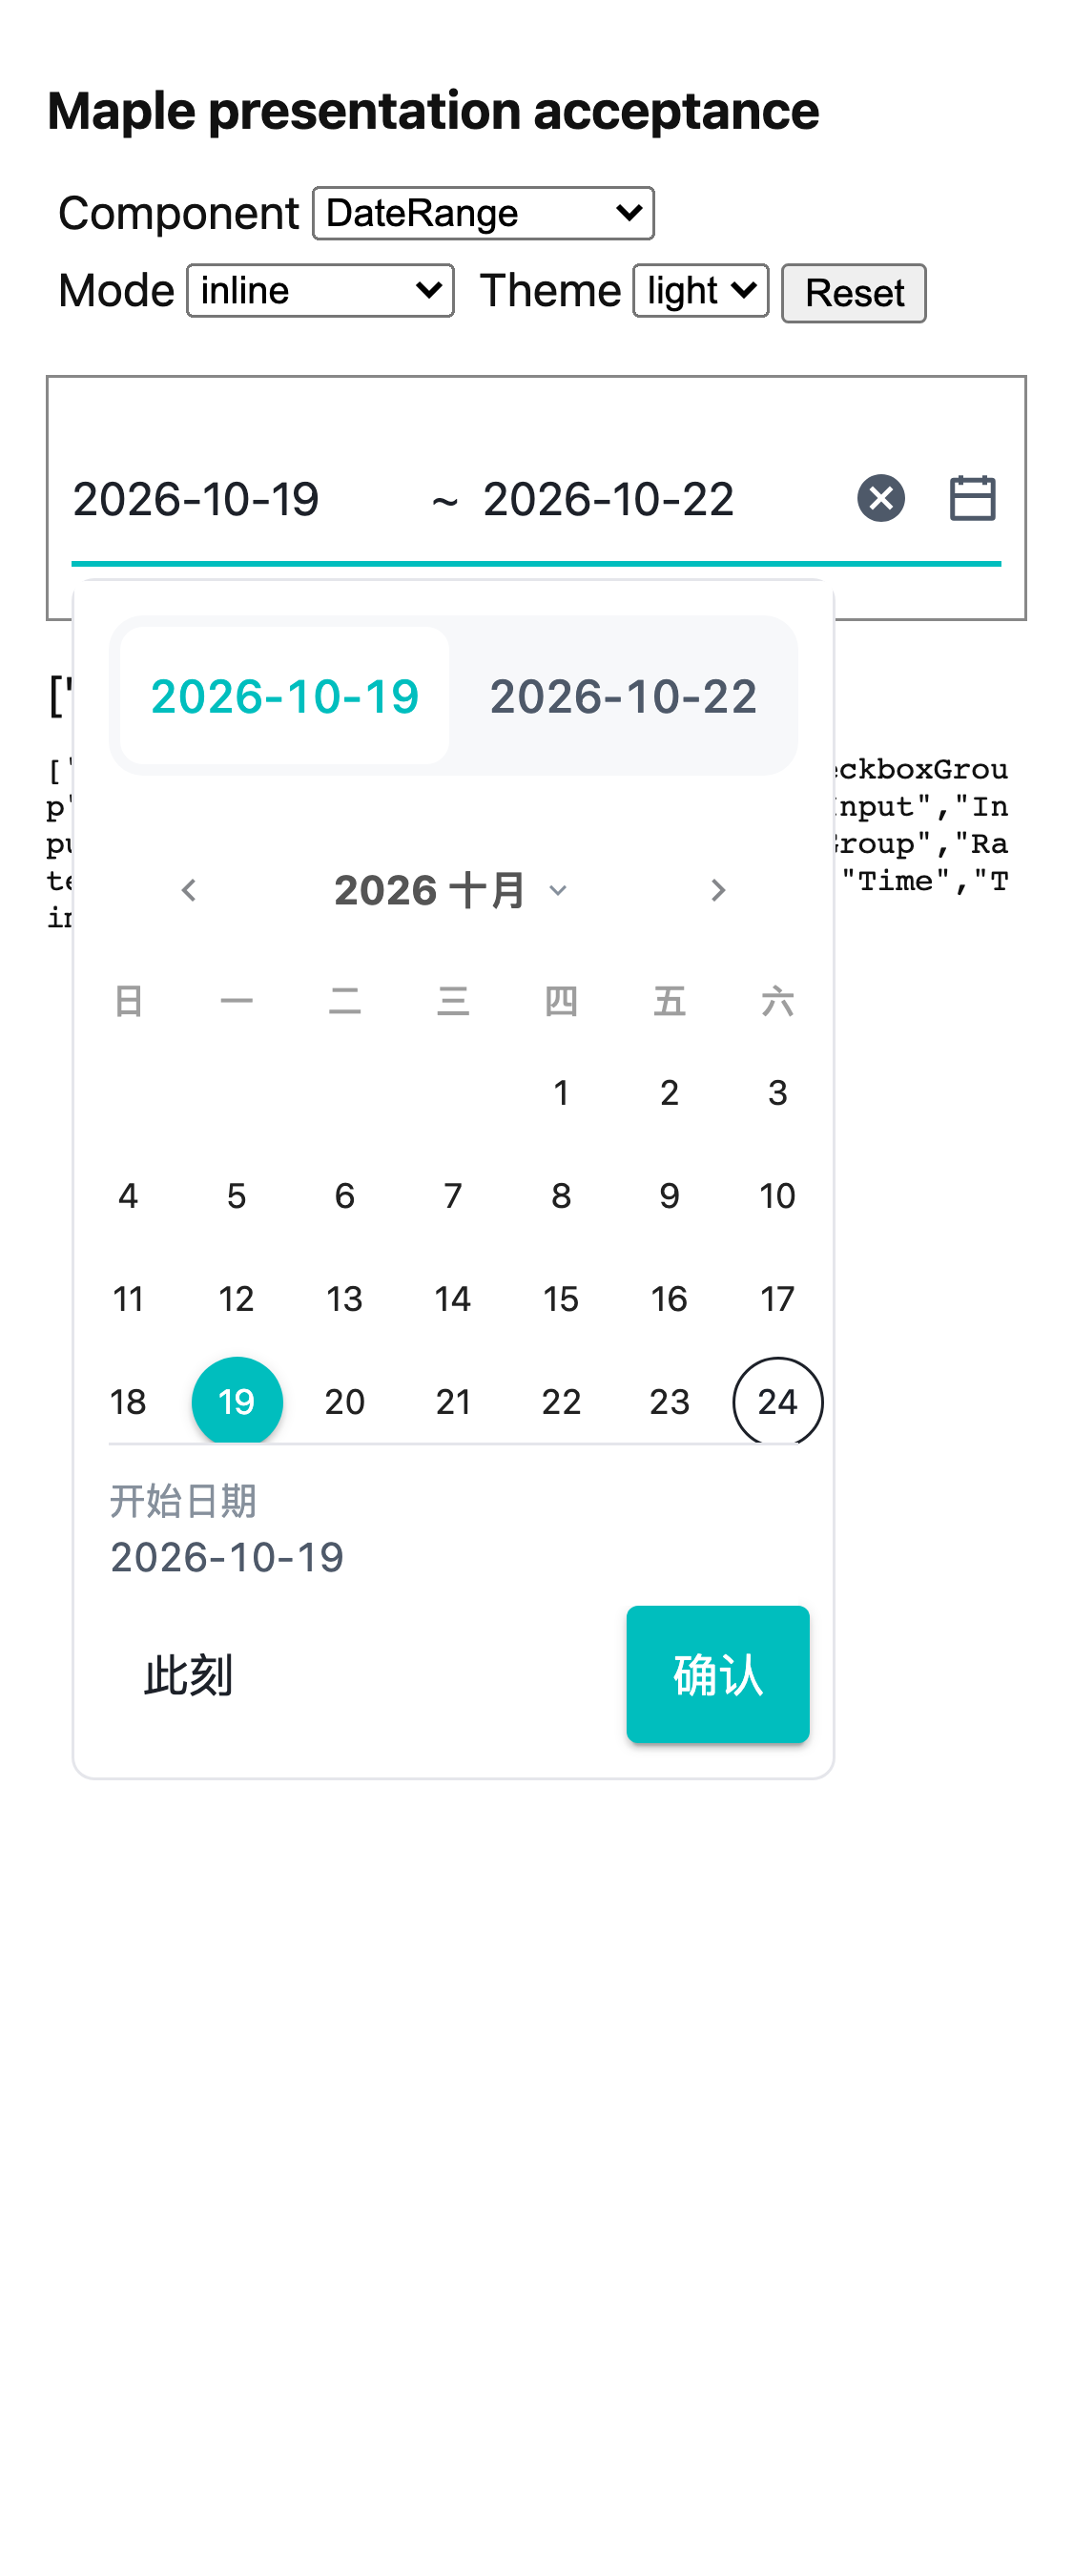 Maple presentation acceptance
Component DateRange
Mode inline Theme light Reset
2026-10-19 ~ 2026-10-22
["
2026-10-19 2026-10-22
["
ckboxGrou
p"
nput","In
pu
roup","Ra
te
"Time","T
in
2026 十月
日 一 二 三 四 五 六
1 2 3
4 5 6 7 8 9 10
11 12 13 14 15 16 17
18 19 20 21 22 23 24
开始日期
2026-10-19
此刻 确认